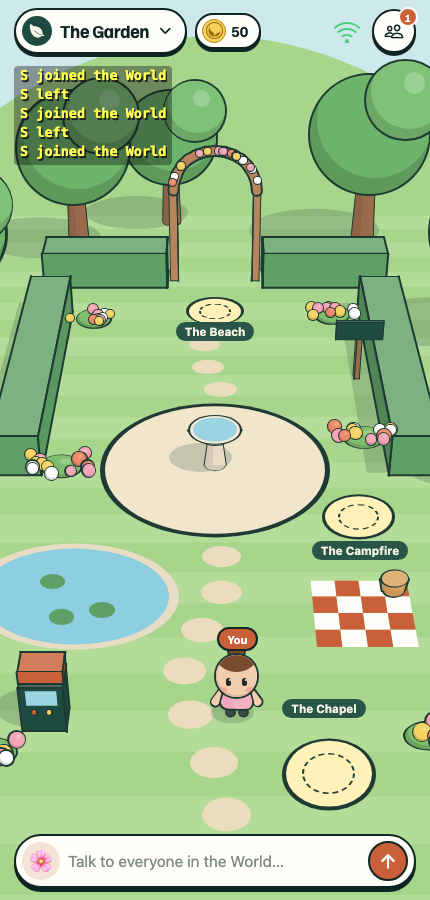 The Garden
50
1
S joined the World
S left
S joined the World
S left
S joined the World
The Beach
The Campfire
You
The Chapel
Talk to everyone in the World...